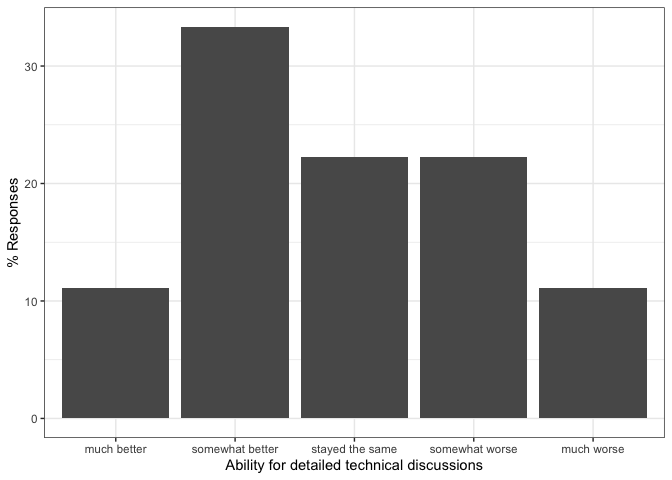 % Responses
30
20
10
0
much better somewhat better stayed the same somewhat worse much worse
Ability for detailed technical discussions